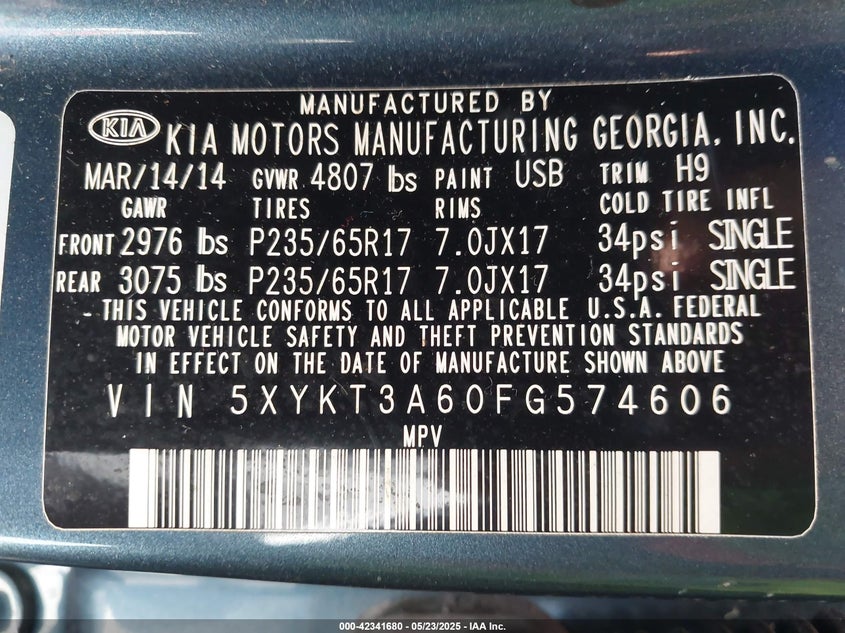 MANUFACTURED BY
KIA KIA MOTORS MANUFACTURING GEORGIA, INC.
MAR/14/14 GVWR 4807 lbs PAINT USB TRIM H9
GAWR TIRES RIMS COLD TIRE INFL
FRONT 2976 lbs P235/65R17 7.0JX17 34psi SINGLE
REAR 3075 lbs P235/65R17 7.0JX17 34psi SINGLE
- THIS VEHICLE CONFORMS TO ALL APPLICABLE U.S.A. FEDERAL
MOTOR VEHICLE SAFETY AND THEFT PREVENTION STANDARDS
IN EFFECT ON THE DATE OF MANUFACTURE SHOWN ABOVE
VIN 5XYKT3A60FG574606
MPV
000-42341680 - 05/23/2025 - IAA Inc.